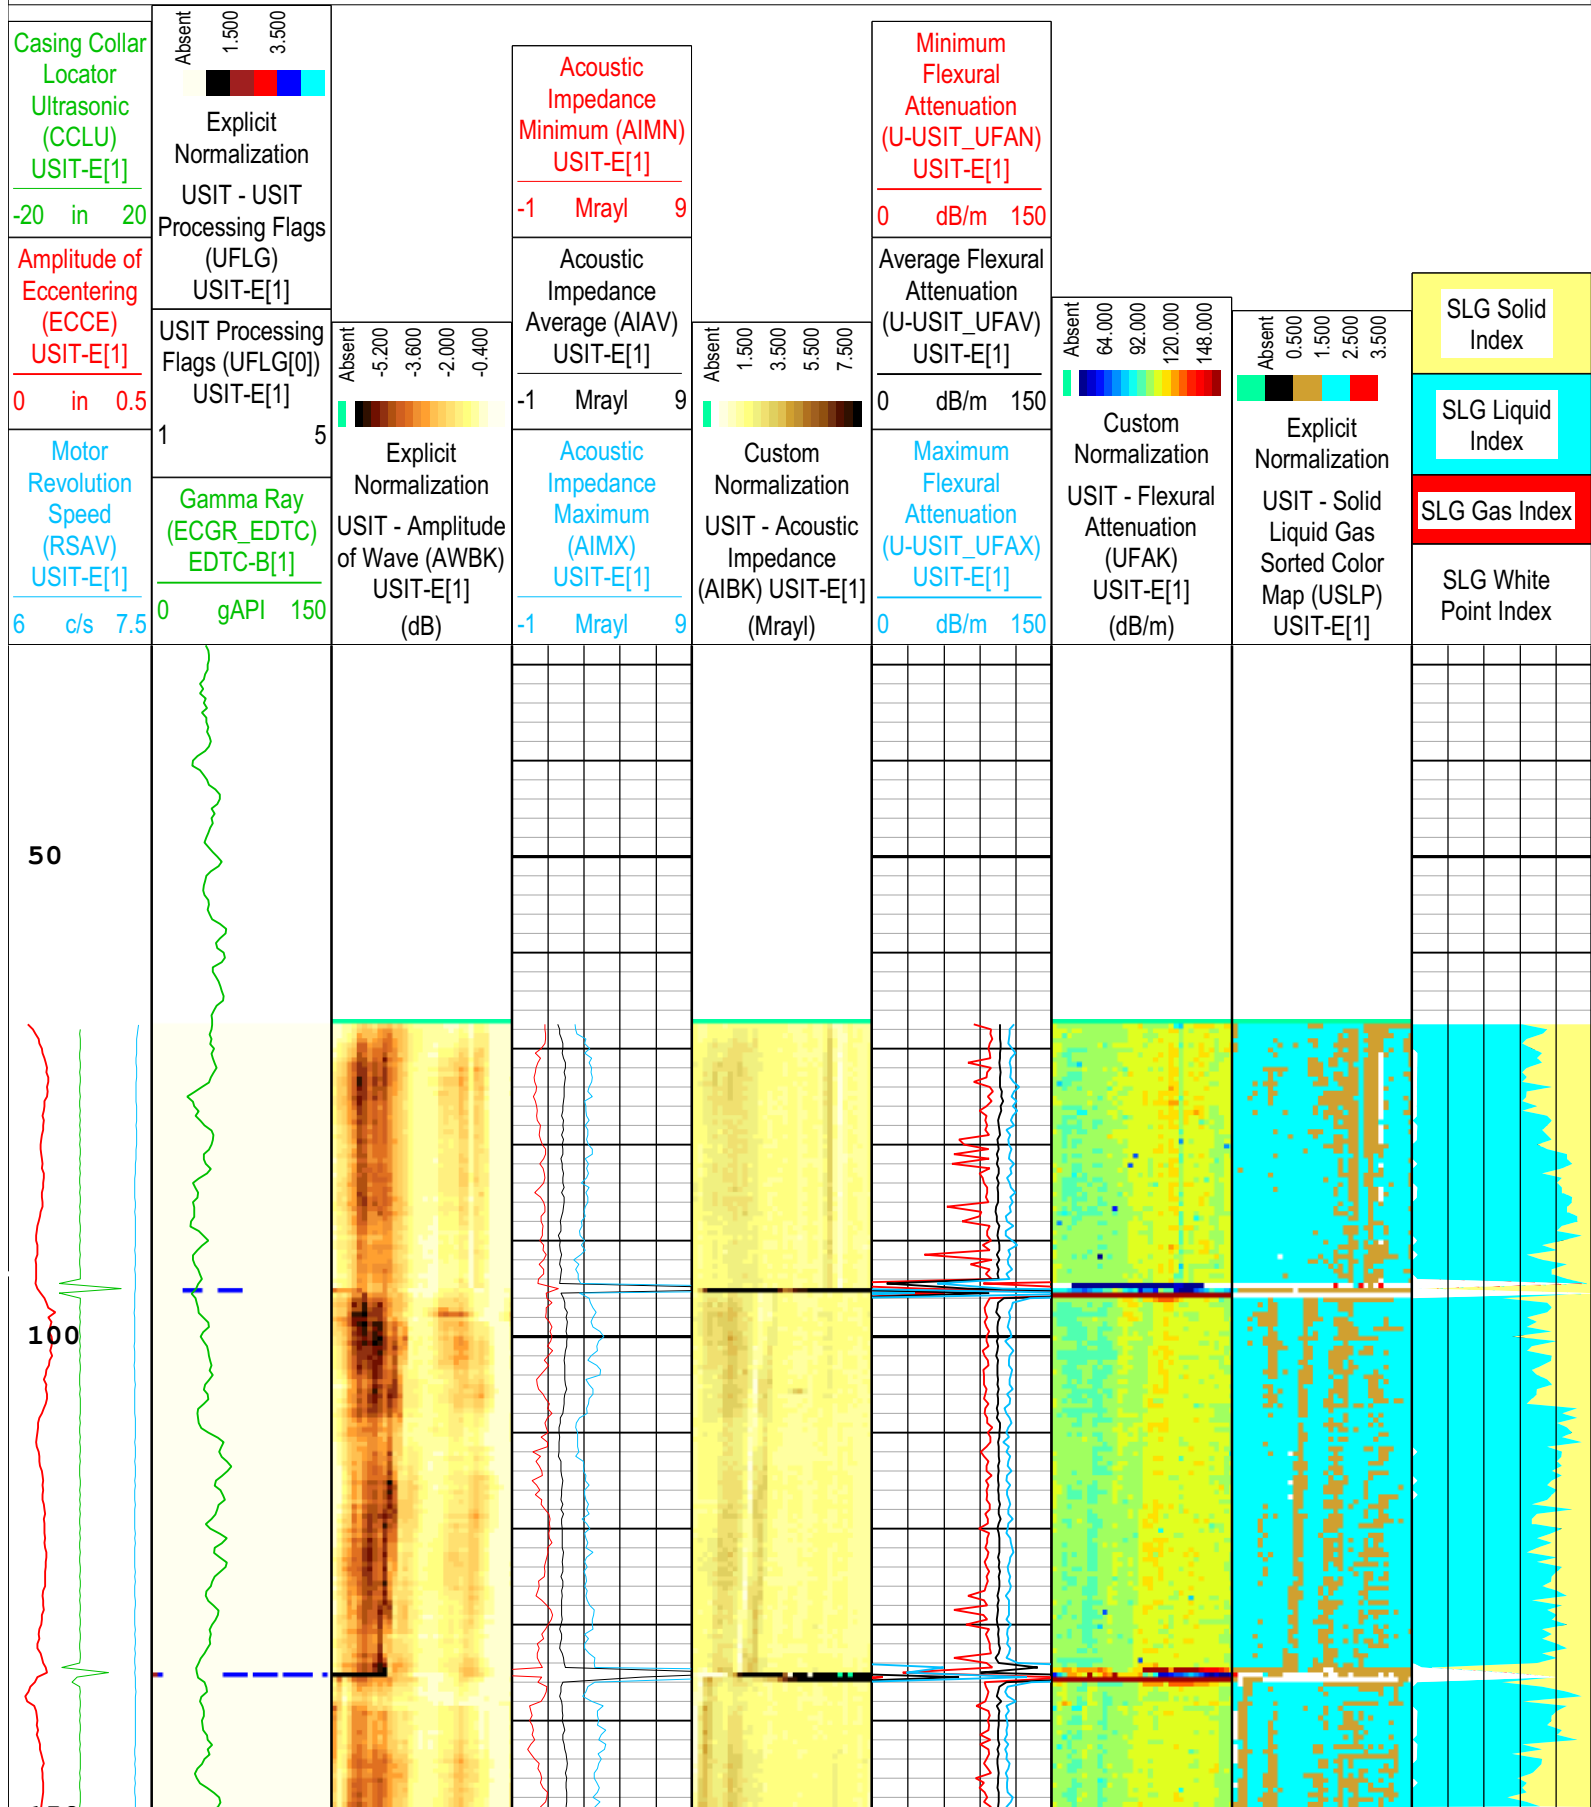 Casing Collar
Locator
Ultrasonic
(CCLU)
USIT-E[1]
-20 in 20
Amplitude of
Eccentering
(ECCE)
USIT-E[1]
0 in 0.5
Motor
Revolution
Speed
(RSAV)
USIT-E[1]
6 c/s 7.5
Absent
1.500
3.500
Explicit
Normalization
USIT - USIT
Processing Flags
(UFLG)
USIT-E[1]
USIT Processing
Flags (UFLG[0])
USIT-E[1]
1 5
Gamma Ray
(ECGR_EDTC)
EDTC-B[1]
0 gAPI 150
Absent
-5.200
-3.600
-2.000
-0.400
Explicit
Normalization
USIT - Amplitude
of Wave (AWBK)
USIT-E[1]
(dB)
Acoustic
Impedance
Minimum (AIMN)
USIT-E[1]
-1 Mrayl 9
Acoustic
Impedance
Average (AIAV)
USIT-E[1]
-1 Mrayl 9
Acoustic
Impedance
Maximum
(AIMX)
USIT-E[1]
-1 Mrayl 9
Absent
1.500
3.500
5.500
7.500
Custom
Normalization
USIT - Acoustic
Impedance
(AIBK) USIT-E[1]
(Mrayl)
Minimum
Flexural
Attenuation
(U-USIT_UFAN)
USIT-E[1]
0 dB/m 150
Average Flexural
Attenuation
(U-USIT_UFAV)
USIT-E[1]
0 dB/m 150
Maximum
Flexural
Attenuation
(U-USIT_UFAX)
USIT-E[1]
0 dB/m 150
Absent
64.000
92.000
120.000
148.000
Custom
Normalization
USIT - Flexural
Attenuation
(UFAK)
USIT-E[1]
(dB/m)
Absent
0.500
1.500
2.500
3.500
Explicit
Normalization
USIT - Solid
Liquid Gas
Sorted Color
Map (USLP)
USIT-E[1]
SLG Solid
Index
SLG Liquid
Index
SLG Gas Index
SLG White
Point Index
50
100